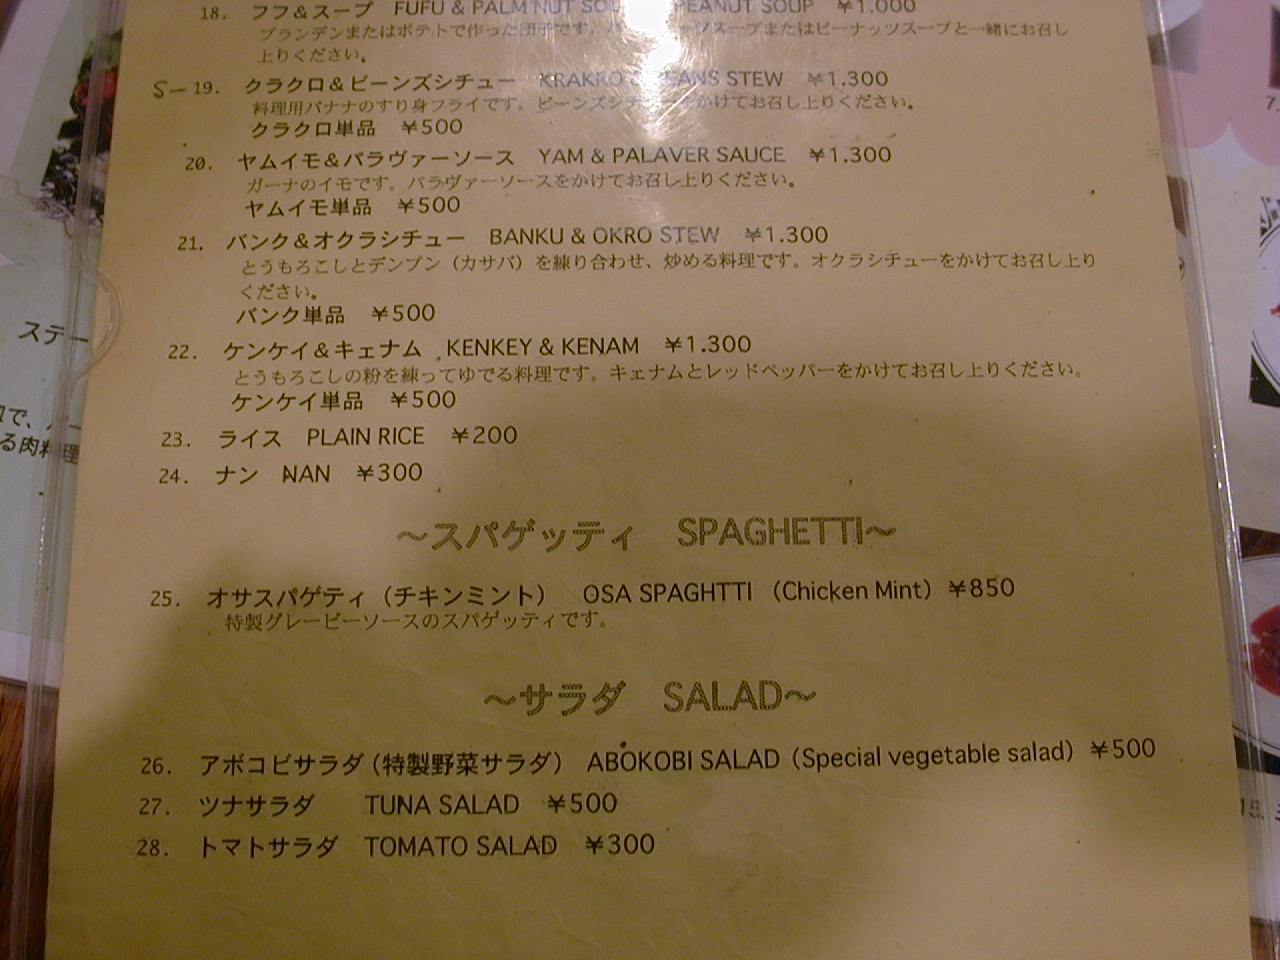 18. フフ&スープ FUFU & PALM NUT PEANUT SOUP ¥1.000
プランテンまたはポテトで作った団子です。 スープまたはピーナッツスープと一緒にお召し
上りください。
S-19. クラクロ&ビーンズシチュー KRAKRO & BEANS STEW ¥1.300
料理用バナナのすり身フライです。ビーンズシチューをかけてお召し上りください。
クラクロ単品 ¥500
20. ヤムイモ&パラヴァーソース YAM & PALAVER SAUCE ¥1.300
ガーナのイモです。パラヴァーソースをかけてお召し上りください。
ヤムイモ単品 ¥500
21. バンク&オクラシチュー BANKU & OKRO STEW ¥1.300
とうもろこしとデンプン(カサバ)を練り合わせ、炒める料理です。オクラシチューをかけてお召し上り
ください。
バンク単品 ¥500
22. ケンケイ&キェナム KENKEY & KENAM ¥1.300
とうもろこしの粉を練ってゆでる料理です。キェナムとレッドペッパーをかけてお召し上りください。
ケンケイ単品 ¥500
23. ライス PLAIN RICE ¥200
24. ナン NAN ¥300
～スパゲッティ SPAGHETTI～
25. オサスパゲティ(チキンミント) OSA SPAGHTTI (Chicken Mint) ¥850
特製グレービーソースのスパゲッティです。
～サラダ SALAD～
26. アボコビサラダ(特製野菜サラダ) ABOKOBI SALAD (Special vegetable salad) ¥500
27. ツナサラダ TUNA SALAD ¥500
28. トマトサラダ TOMATO SALAD ¥300
ステー
る肉料理